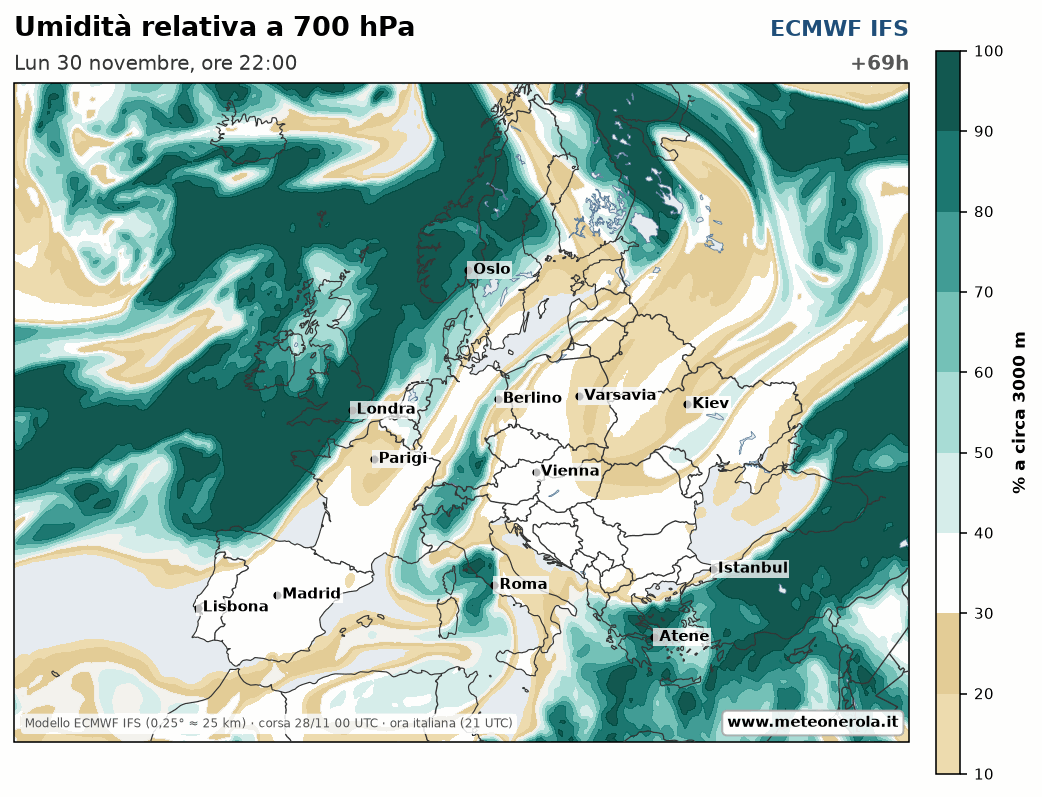 Umidità relativa a 700 hPa
ECMWF IFS
Lun 30 novembre, ore 22:00
+69h
100
90
80
70
60
50
40
30
20
10
% a circa 3000 m
Oslo
Londra
Berlino
Varsavia
Kiev
Parigi
Vienna
Istanbul
Roma
Madrid
Lisbona
Atene
Modello ECMWF IFS (0,25° ≈ 25 km) · corsa 28/11 00 UTC · ora italiana (21 UTC)
www.meteonerola.it